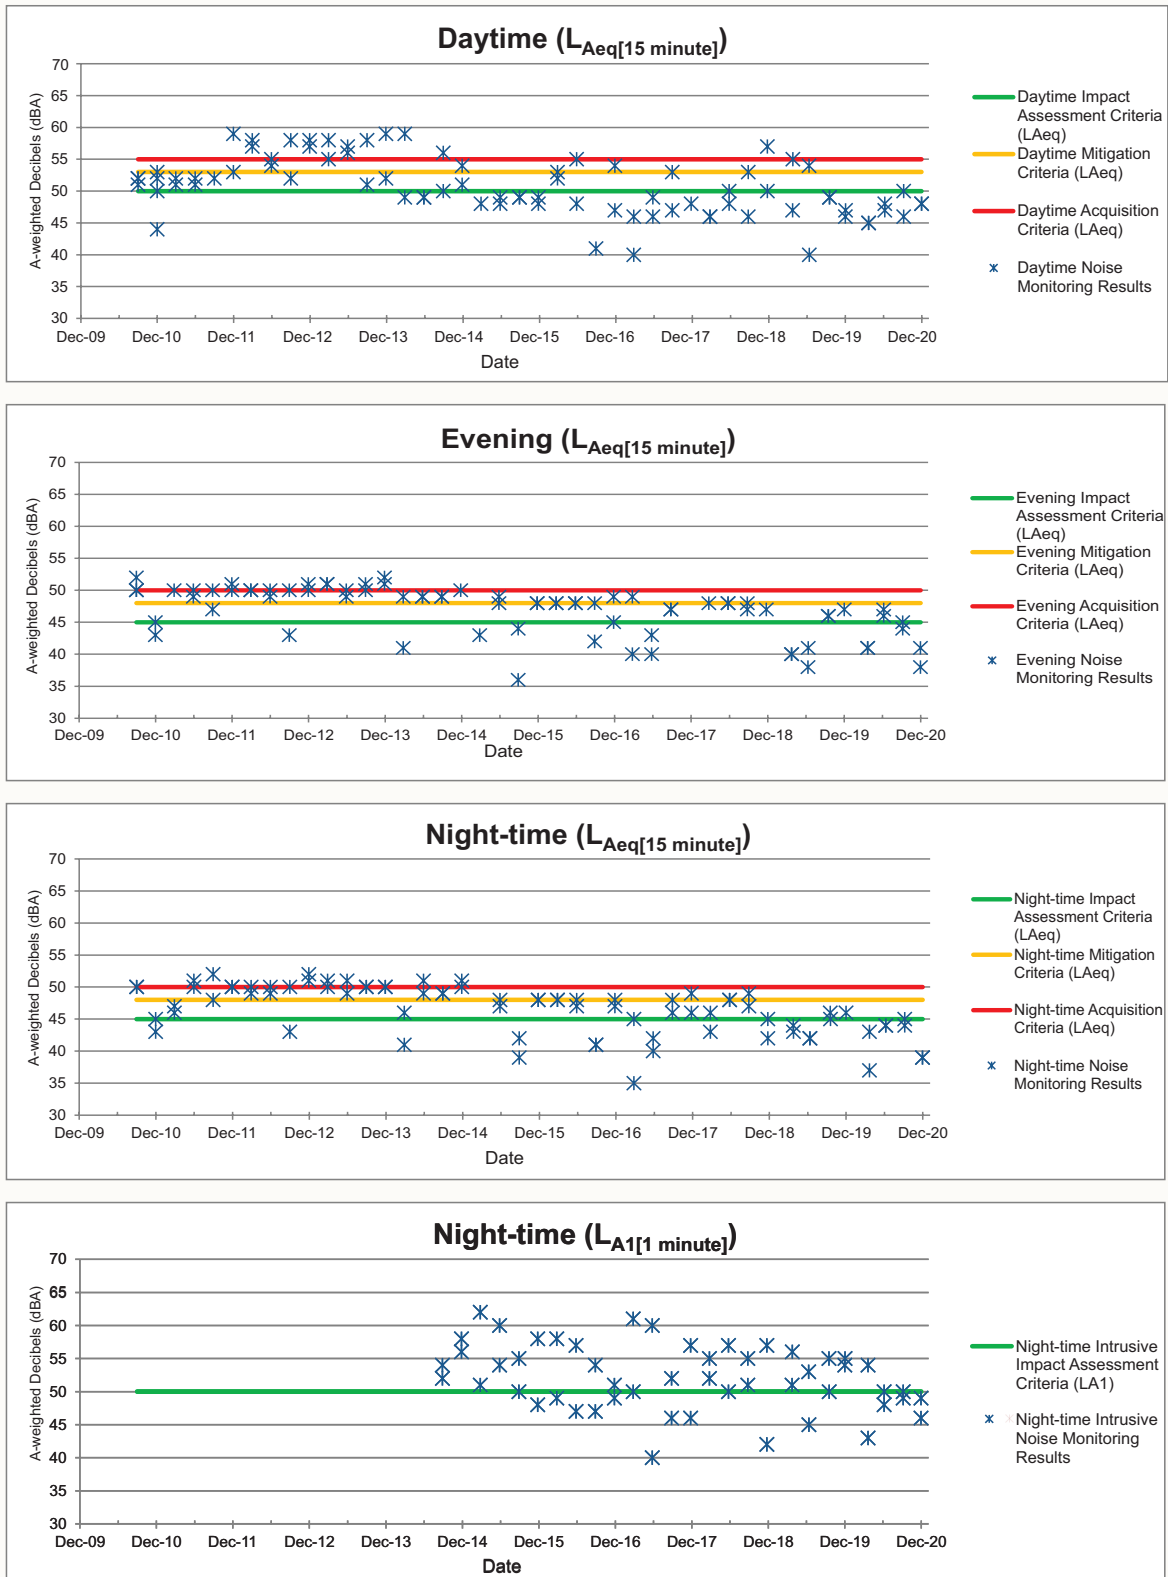 Daytime (LAeq[15 minute])
A-weighted Decibels (dBA)
70
65
60
55
50
45
40
35
30
Dec-09 Dec-10 Dec-11 Dec-12 Dec-13 Dec-14 Dec-15 Dec-16 Dec-17 Dec-18 Dec-19 Dec-20
Date
Daytime Impact
Assessment Criteria
(LAeq)
Daytime Mitigation
Criteria (LAeq)
Daytime Acquisition
Criteria (LAeq)
Daytime Noise
Monitoring Results
Evening (LAeq[15 minute])
A-weighted Decibels (dBA)
70
65
60
55
50
45
40
35
30
Dec-09 Dec-10 Dec-11 Dec-12 Dec-13 Dec-14 Dec-15 Dec-16 Dec-17 Dec-18 Dec-19 Dec-20
Date
Evening Impact
Assessment Criteria
(LAeq)
Evening Mitigation
Criteria (LAeq)
Evening Acquisition
Criteria (LAeq)
Evening Noise
Monitoring Results
Night-time (LAeq[15 minute])
A-weighted Decibels (dBA)
70
65
60
55
50
45
40
35
30
Dec-09 Dec-10 Dec-11 Dec-12 Dec-13 Dec-14 Dec-15 Dec-16 Dec-17 Dec-18 Dec-19 Dec-20
Date
Night-time Impact
Assessment Criteria
(LAeq)
Night-time Mitigation
Criteria (LAeq)
Night-time Acquisition
Criteria (LAeq)
Night-time Noise
Monitoring Results
Night-time (LA1[1 minute])
A-weighted Decibels (dBA)
70
65
60
55
50
45
40
35
30
Dec-09 Dec-10 Dec-11 Dec-12 Dec-13 Dec-14 Dec-15 Dec-16 Dec-17 Dec-18 Dec-19 Dec-20
Date
Night-time Intrusive
Impact Assessment
Criteria (LA1)
Night-time Intrusive
Noise Monitoring
Results